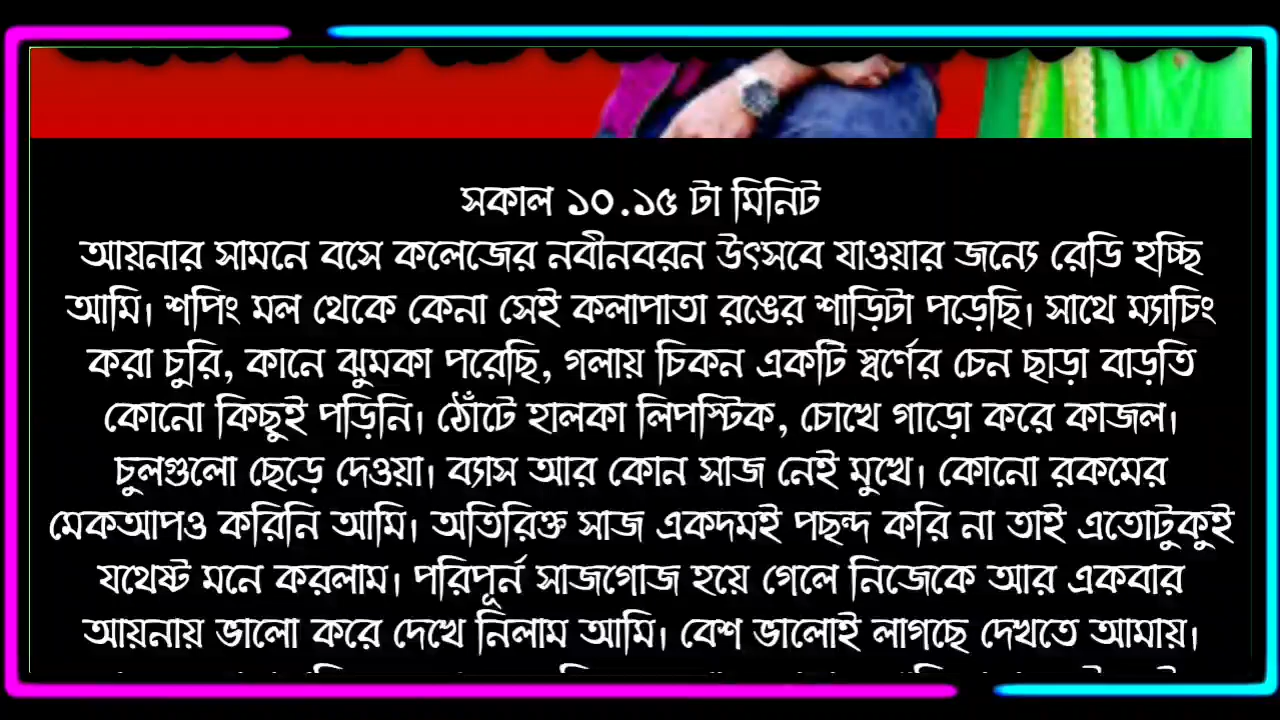 সকাল ১০.১৫ টা মিনিট
আয়নার সামনে বসে কলেজের নবীনবরন উৎসবে যাওয়ার জন্যে রেডি হচ্ছি
আমি। শপিং মল থেকে কেনা সেই কলাপাতা রঙের শাড়িটা পড়েছি। সাথে ম্যাচিং
করা চুরি, কানে ঝুমকা পরেছি, গলায় চিকন একটি স্বর্ণের চেন ছাড়া বাড়তি
কোনো কিছুই পড়িনি। ঠোঁটে হালকা লিপস্টিক, চোখে গাড়ো করে কাজল।
চুলগুলো ছেড়ে দেওয়া। ব্যাস আর কোন সাজ নেই মুখে। কোনো রকমের
মেকআপও করিনি আমি। অতিরিক্ত সাজ একদমই পছন্দ করি না তাই এতোটুকুই
যথেষ্ট মনে করলাম। পরিপূর্ন সাজগোজ হয়ে গেলে নিজেকে আর একবার
আয়নায় ভালো করে দেখে নিলাম আমি। বেশ ভালোই লাগছে দেখতে আমায়।